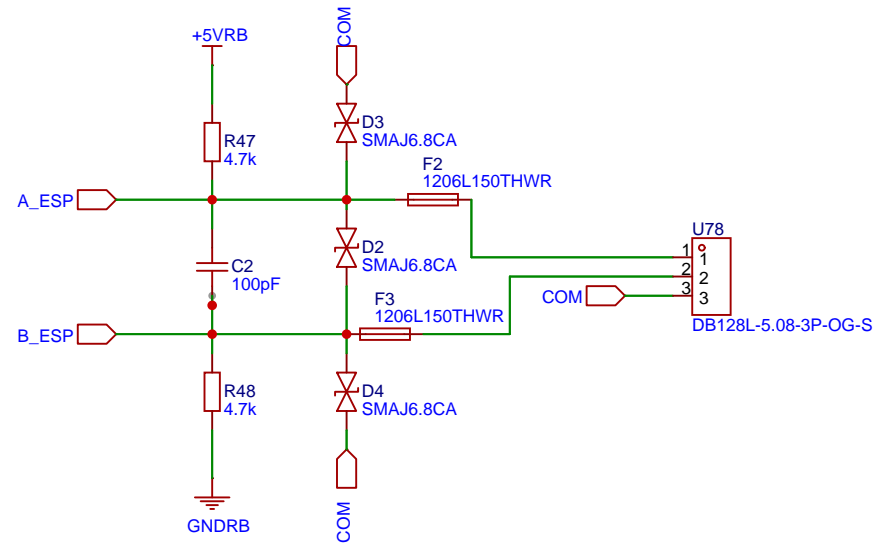 +5VRB
COM
R47
4.7k
D3
SMAJ6.8CA
F2
1206L150THWR
A_ESP
C2
100pF
D2
SMAJ6.8CA
U78
1
1
2
2
3
3
COM
DB128L-5.08-3P-OG-S
F3
1206L150THWR
B_ESP
R48
4.7k
D4
SMAJ6.8CA
GNDRB
COM